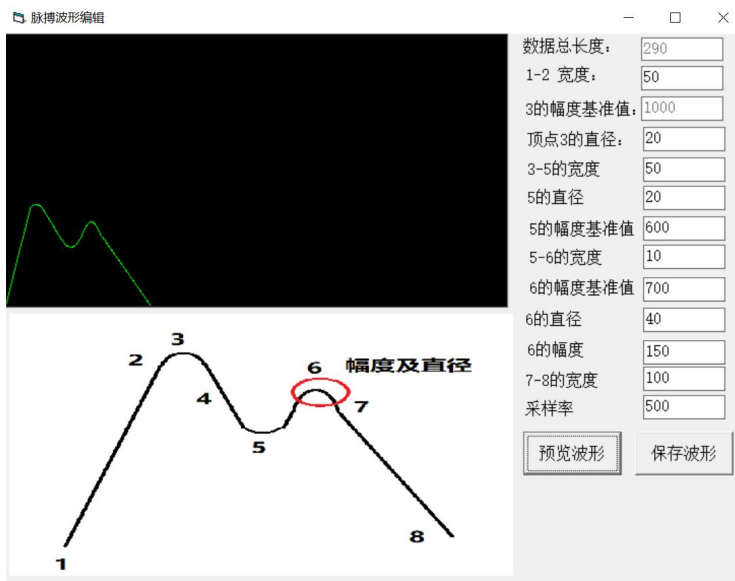 脉搏波形编辑
数据总长度： 290
1-2 宽度： 50
3的幅度基准值： 1000
顶点3的直径： 20
3-5的宽度 50
5的直径 20
5的幅度基准值 600
5-6的宽度 10
6的幅度基准值 700
6的直径 40
6的幅度 150
7-8的宽度 100
采样率 500
预览波形 保存波形
3
2
6 幅度及直径
4
7
5
8
1